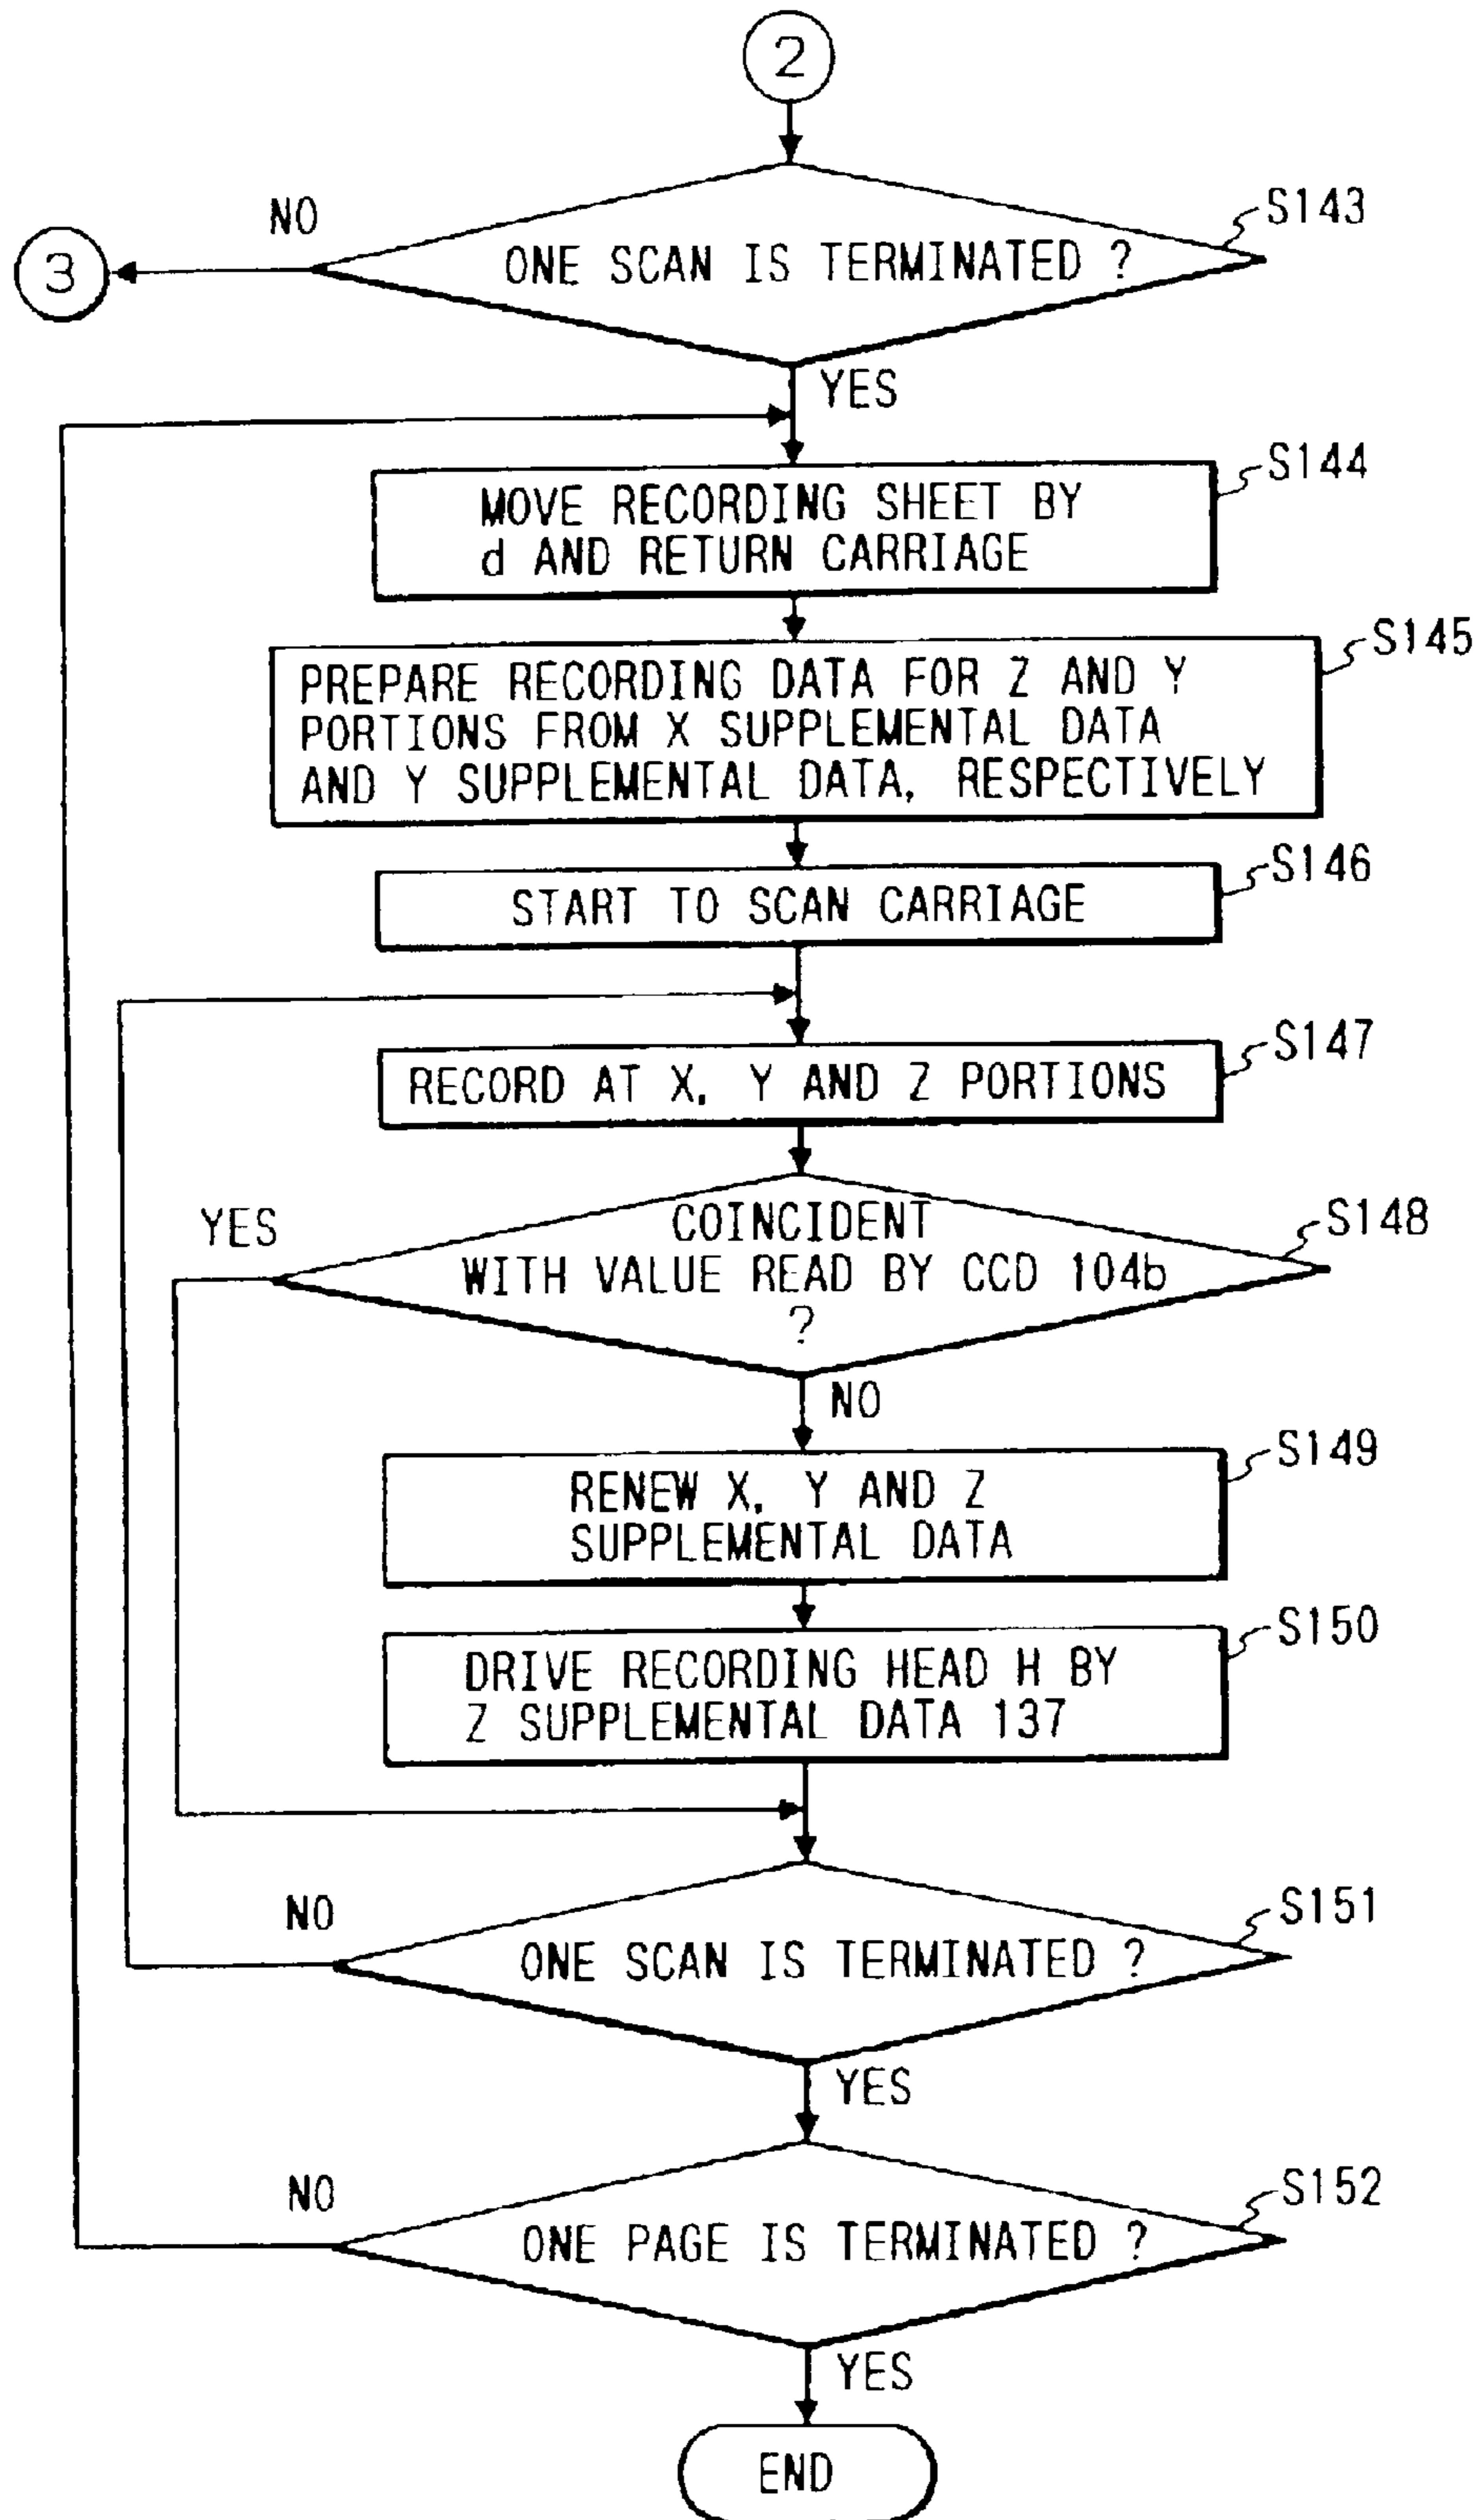 2
NO
S143
3
ONE SCAN IS TERMINATED ?
YES
S144
MOVE RECORDING SHEET BY
d AND RETURN CARRIAGE
S145
PREPARE RECORDING DATA FOR Z AND Y
PORTIONS FROM X SUPPLEMENTAL DATA
AND Y SUPPLEMENTAL DATA, RESPECTIVELY
S146
START TO SCAN CARRIAGE
S147
RECORD AT X, Y AND Z PORTIONS
YES
S148
COINCIDENT
WITH VALUE READ BY CCD 104b
?
NO
S149
RENEW X, Y AND Z
SUPPLEMENTAL DATA
S150
DRIVE RECORDING HEAD H BY
Z SUPPLEMENTAL DATA 137
NO
S151
ONE SCAN IS TERMINATED ?
YES
NO
S152
ONE PAGE IS TERMINATED ?
YES
END